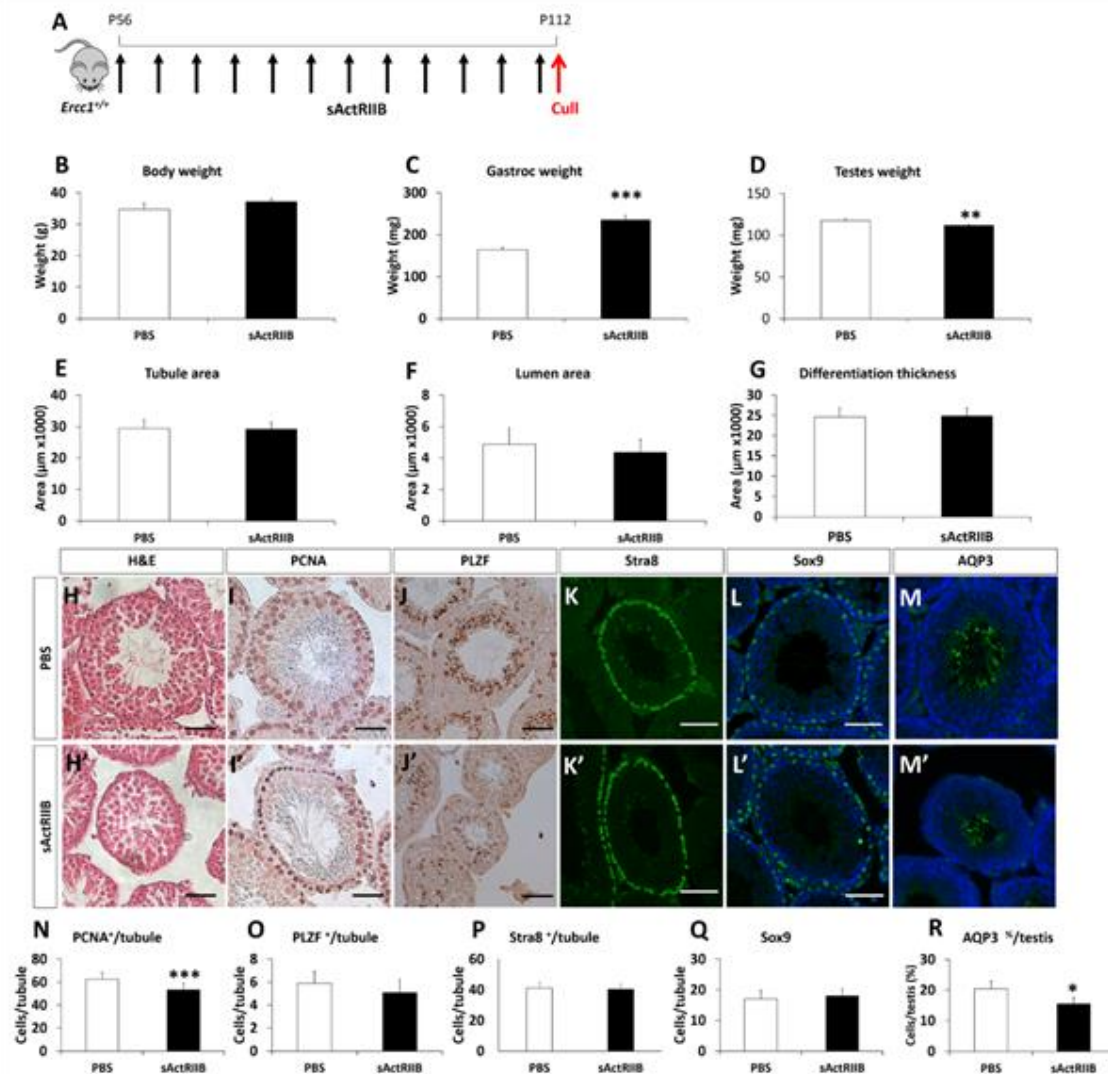 A
P56 P112
Ercc1+/+
sActRIIB Cull
B Body weight
Weight (g)
40
30
20
10
0
PBS sActRIIB
C Gastroc weight
Weight (mg)
300
200
100
0
***
PBS sActRIIB
D Testes weight
Weight (mg)
150
100
50
0
**
PBS sActRIIB
E Tubule area
Area (µm x1000)
40
30
20
10
0
PBS sActRIIB
F Lumen area
Area (µm x1000)
8
6
4
2
0
PBS sActRIIB
G Differentiation thickness
Area (µm x1000)
30
25
20
15
10
5
0
PBS sActRIIB
H&E PCNA PLZF Stra8 Sox9 AQP3
PBS
H I J K L M
sActRIIB
H' I' J' K' L' M'
N PCNA+/tubule
Cells/tubule
80
60
40
20
0
***
PBS sActRIIB
O PLZF +/tubule
Cells/tubule
8
6
4
2
0
PBS sActRIIB
P Stra8 +/tubule
Cells/tubule
60
40
20
0
PBS sActRIIB
Q Sox9
Cells/tubule
30
20
10
0
PBS sActRIIB
R AQP3 %/testis
Cells/testis (%)
30
20
10
0
*
PBS sActRIIB